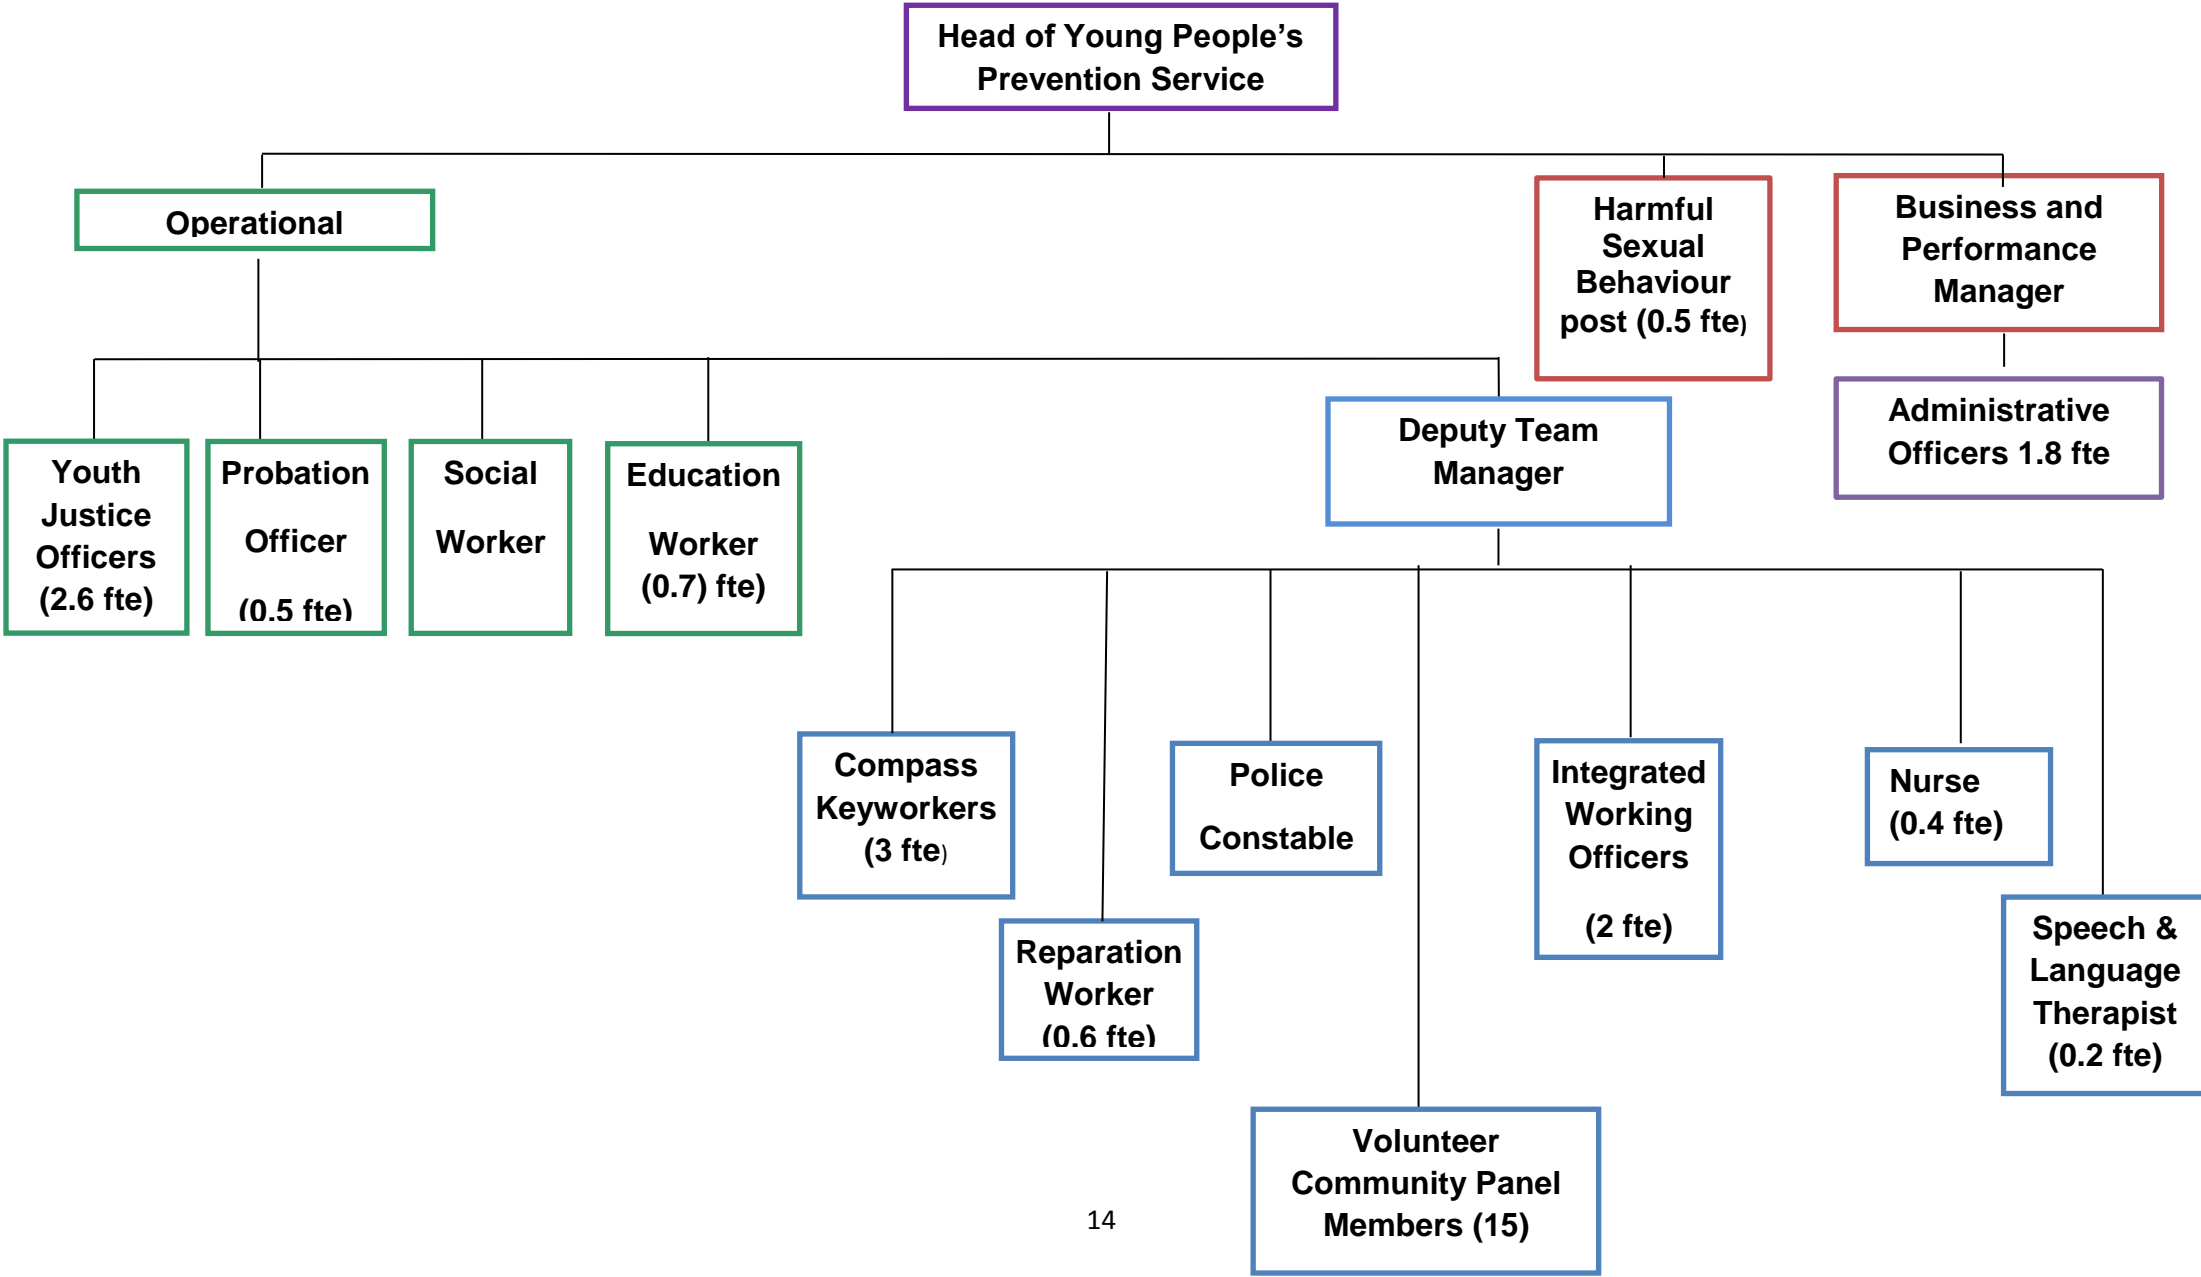 Head of Young People’s
Prevention Service
Operational
Harmful
Sexual
Behaviour
post (0.5 fte)
Business and
Performance
Manager
Administrative
Officers 1.8 fte
Deputy Team
Manager
Youth
Justice
Officers
(2.6 fte)
Probation
Officer
(0.5 fte)
Social
Worker
Education
Worker
(0.7) fte)
Compass
Keyworkers
(3 fte)
Reparation
Worker
(0.6 fte)
Police
Constable
Volunteer
Community Panel
Members (15)
Integrated
Working
Officers
(2 fte)
Nurse
(0.4 fte)
Speech &
Language
Therapist
(0.2 fte)
14